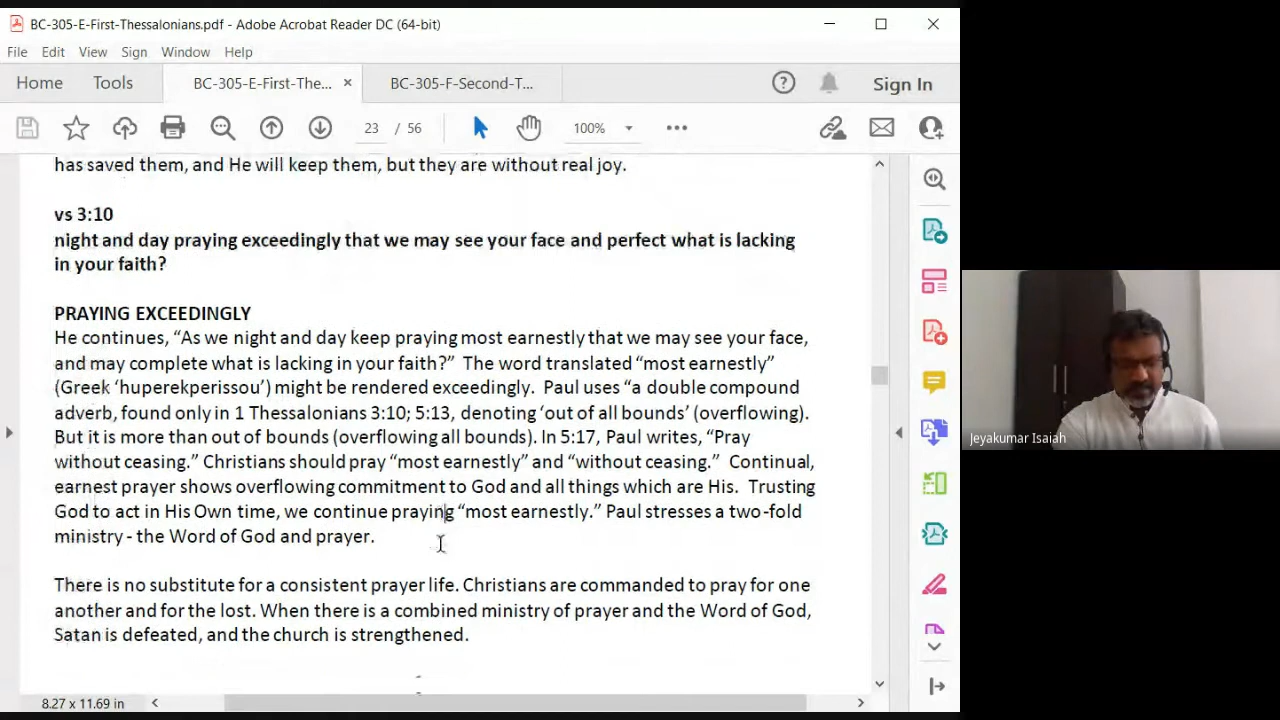 BC-305-E-First-Thessalonians.pdf - Adobe Acrobat Reader DC (64-bit)
File Edit View Sign Window Help
Home Tools BC-305-E-First-The... × BC-305-F-Second-T... Sign In
23 / 56 100%
has saved them, and He will keep them, but they are without real joy.
vs 3:10
night and day praying exceedingly that we may see your face and perfect what is lacking
in your faith?
PRAYING EXCEEDINGLY
He continues, “As we night and day keep praying most earnestly that we may see your face,
and may complete what is lacking in your faith?” The word translated “most earnestly”
(Greek ‘huperekperissou’) might be rendered exceedingly. Paul uses “a double compound
adverb, found only in 1 Thessalonians 3:10; 5:13, denoting ‘out of all bounds’ (overflowing).
But it is more than out of bounds (overflowing all bounds). In 5:17, Paul writes, “Pray
without ceasing.” Christians should pray “most earnestly” and “without ceasing.” Continual,
earnest prayer shows overflowing commitment to God and all things which are His. Trusting
God to act in His Own time, we continue praying “most earnestly.” Paul stresses a two-fold
ministry - the Word of God and prayer.
There is no substitute for a consistent prayer life. Christians are commanded to pray for one
another and for the lost. When there is a combined ministry of prayer and the Word of God,
Satan is defeated, and the church is strengthened.
8.27 x 11.69 in
Jeyakumar Isaiah